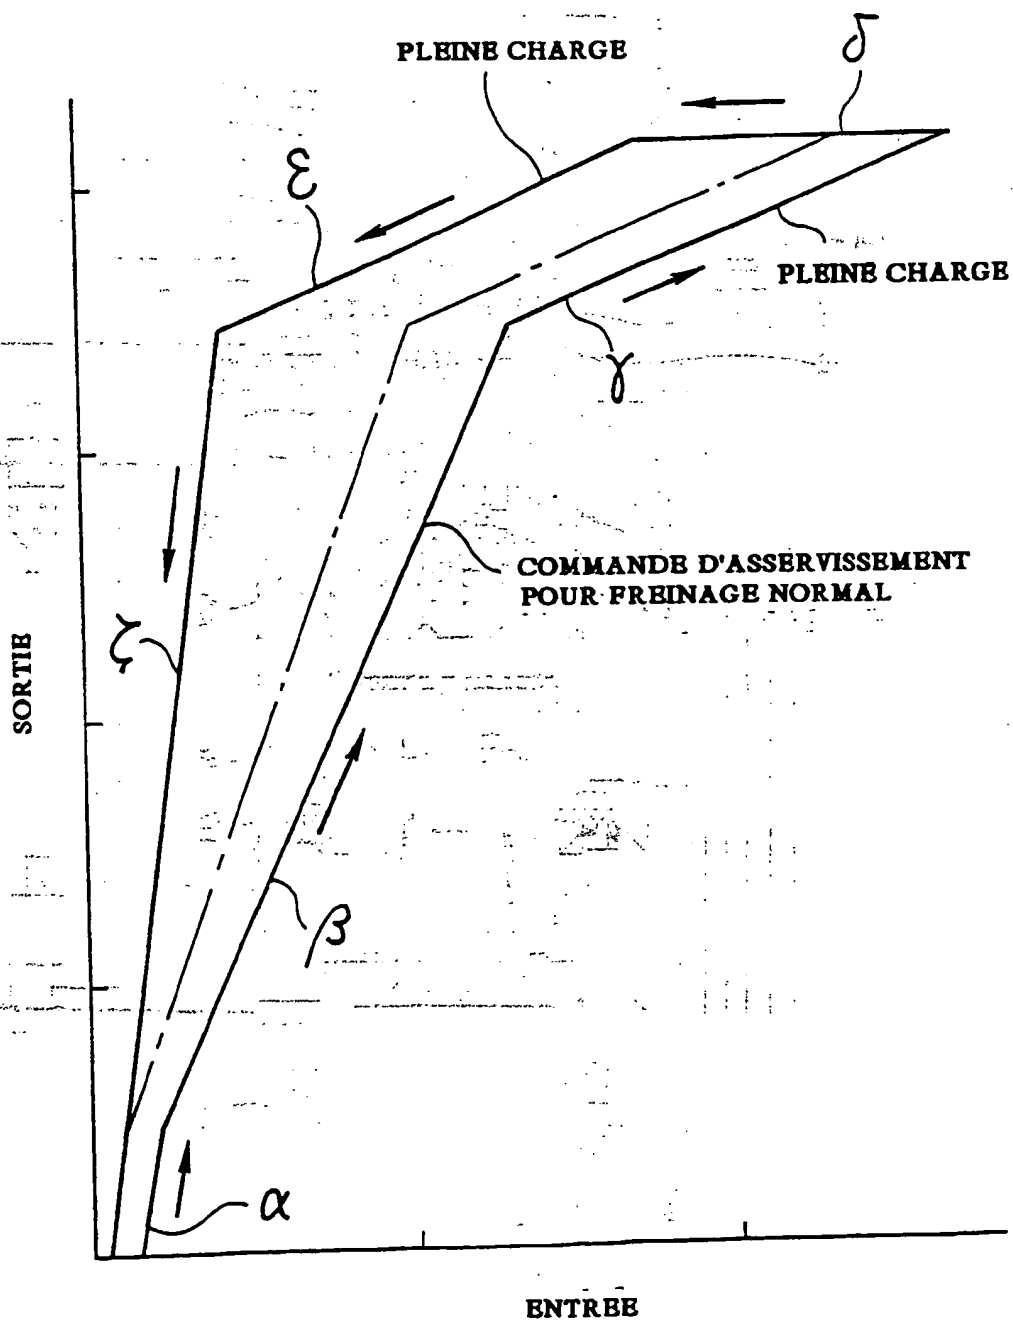 PLEINE CHARGE
δ
ε
PLEINE CHARGE
γ
COMMANDE D'ASSERVISSEMENT
POUR FREINAGE NORMAL
ζ
SORTIE
β
α
ENTREE